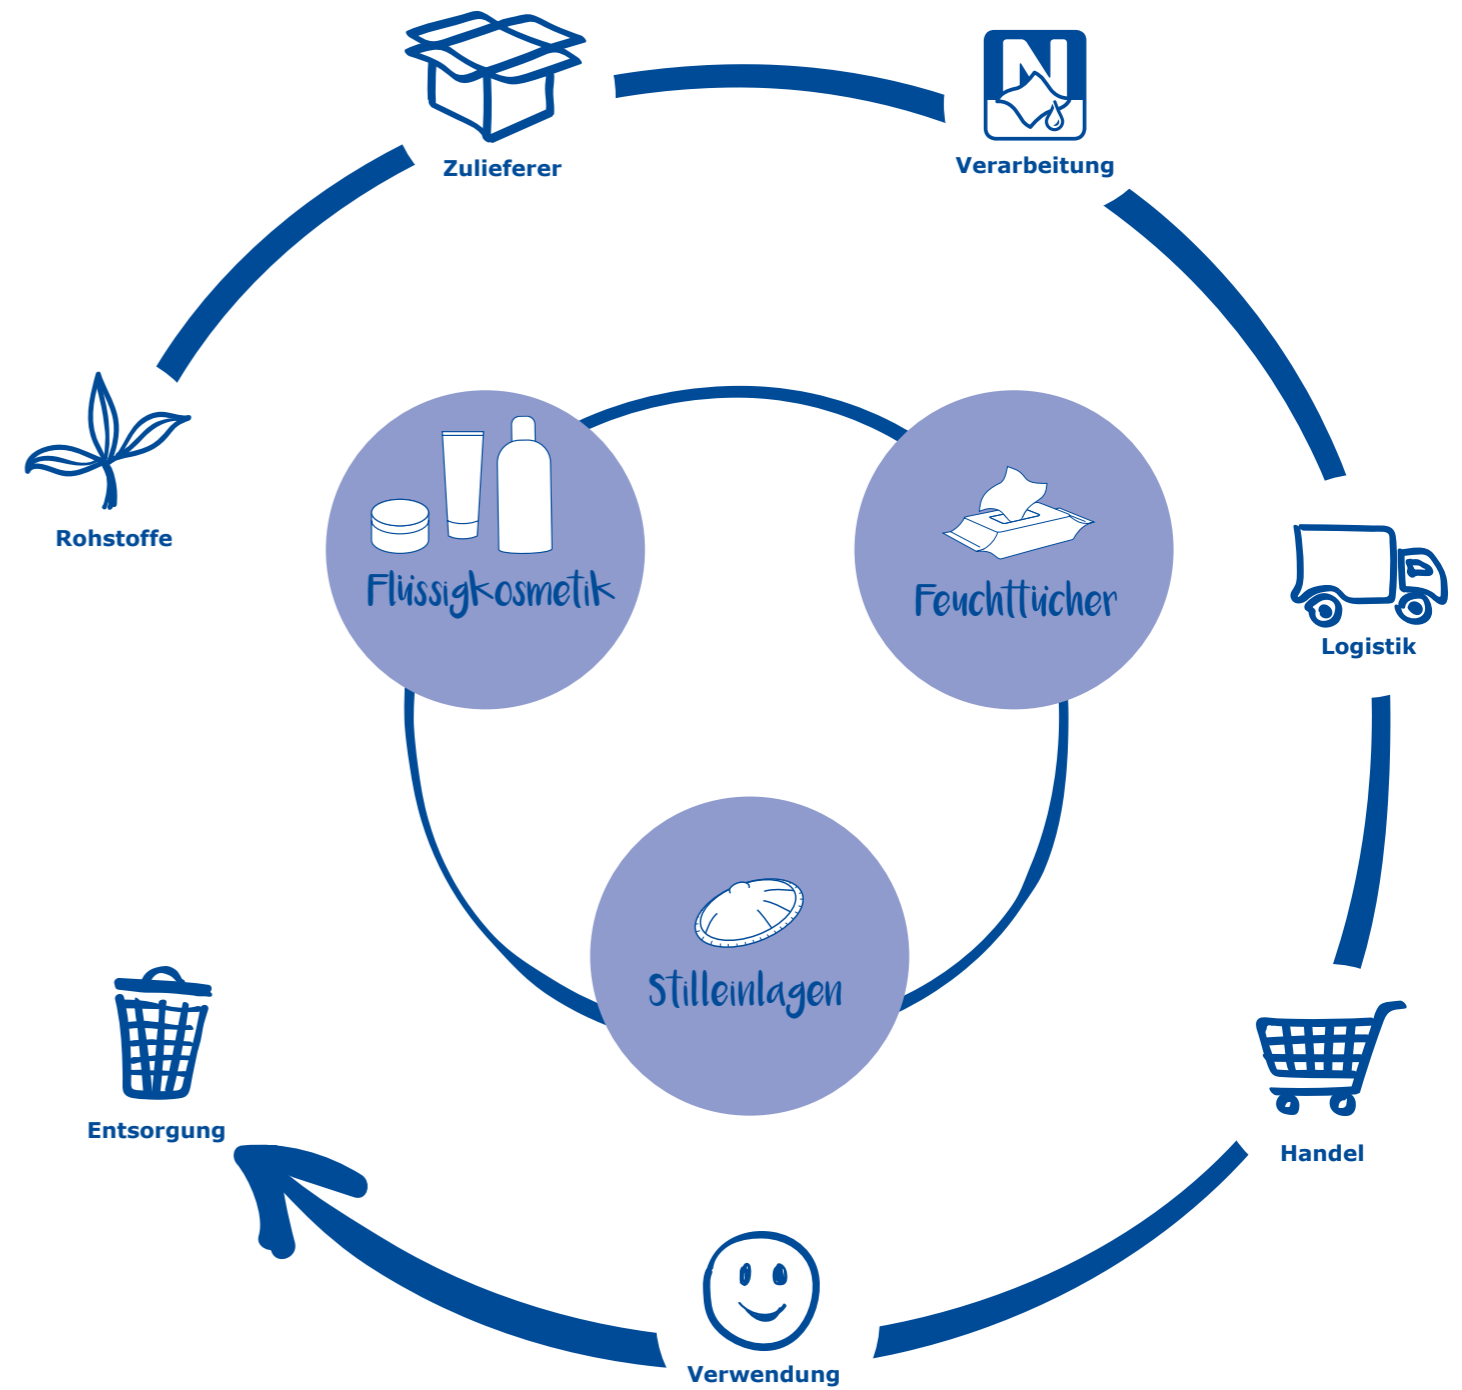 Zulieferer
Verarbeitung
Rohstoffe
Flüssigkosmetik
Feuchttücher
Logistik
Stilleinlagen
Entsorgung
Handel
Verwendung
N